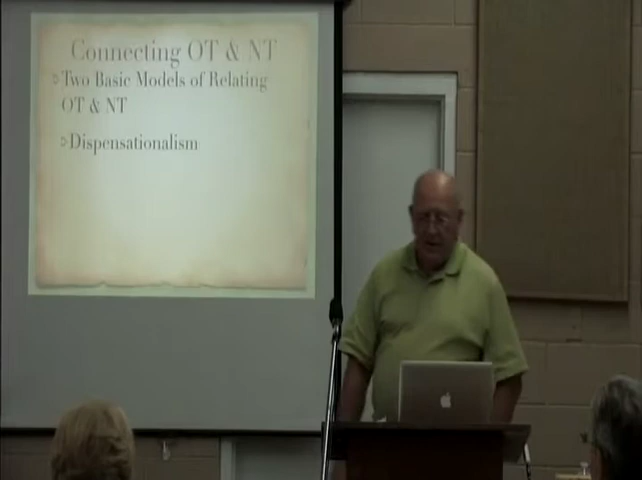 Connecting OT & NT
Two Basic Models of Relating
OT & NT
Dispensationalism